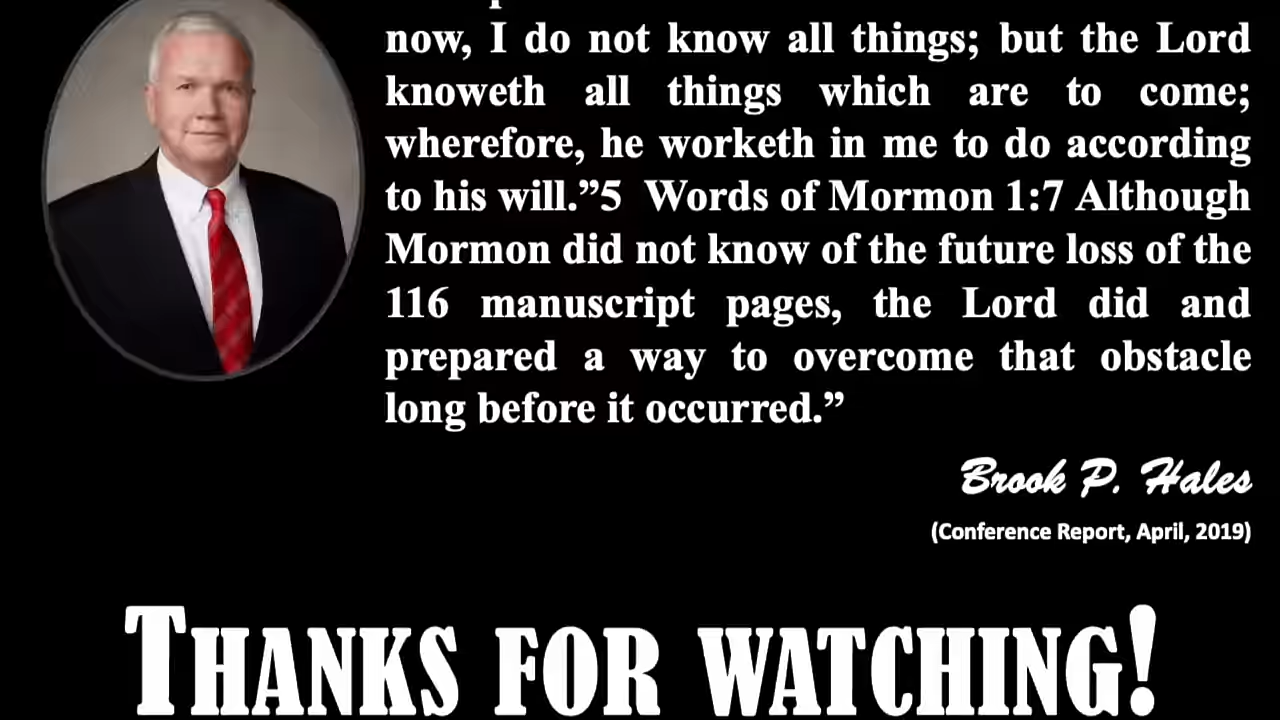 now, I do not know all things; but the Lord
knoweth all things which are to come;
wherefore, he worketh in me to do according
to his will.”5 Words of Mormon 1:7 Although
Mormon did not know of the future loss of the
116 manuscript pages, the Lord did and
prepared a way to overcome that obstacle
long before it occurred.”
Brook P. Hales
(Conference Report, April, 2019)
THANKS FOR WATCHING!